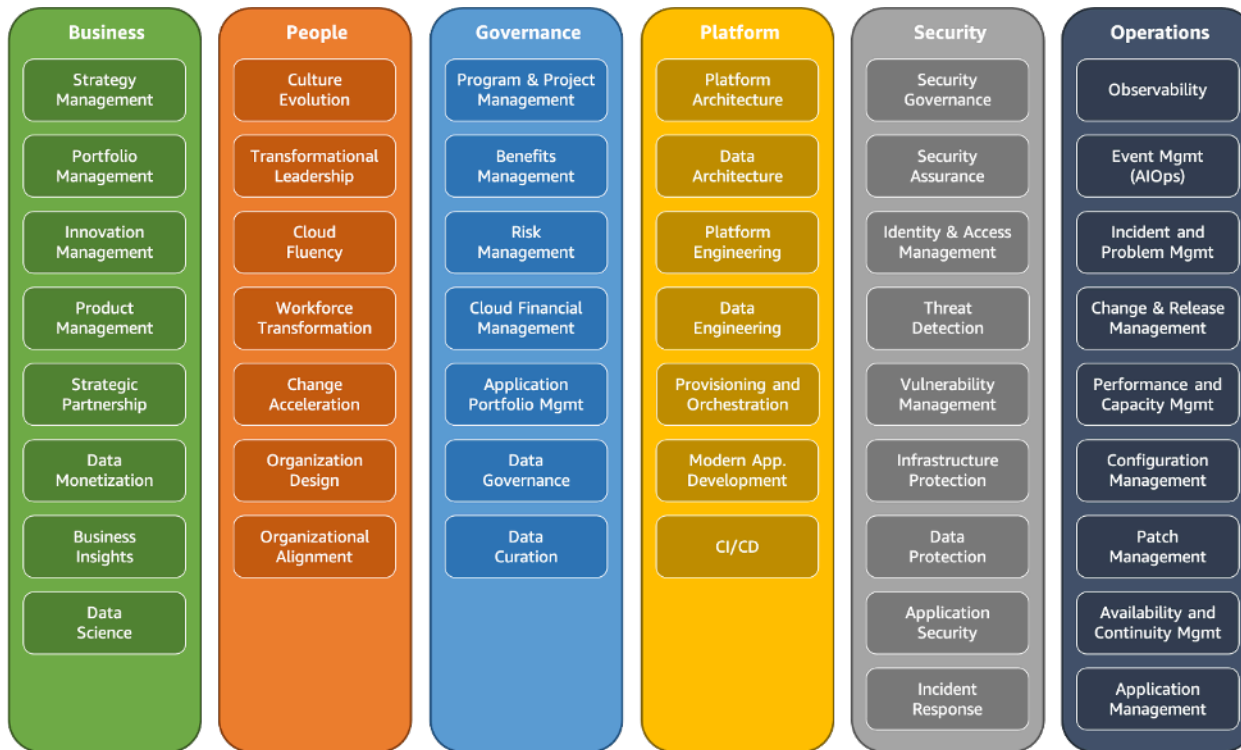 Business
Strategy
Management
Portfolio
Management
Innovation
Management
Product
Management
Strategic
Partnership
Data
Monetization
Business
Insights
Data
Science
People
Culture
Evolution
Transformational
Leadership
Cloud
Fluency
Workforce
Transformation
Change
Acceleration
Organization
Design
Organizational
Alignment
Governance
Program & Project
Management
Benefits
Management
Risk
Management
Cloud Financial
Management
Application
Portfolio Mgmt
Data
Governance
Data
Curation
Platform
Platform
Architecture
Data
Architecture
Platform
Engineering
Data
Engineering
Provisioning and
Orchestration
Modern App.
Development
CI/CD
Security
Security
Governance
Security
Assurance
Identity & Access
Management
Threat
Detection
Vulnerability
Management
Infrastructure
Protection
Data
Protection
Application
Security
Incident
Response
Operations
Observability
Event Mgmt
(AIOps)
Incident and
Problem Mgmt
Change & Release
Management
Performance and
Capacity Mgmt
Configuration
Management
Patch
Management
Availability and
Continuity Mgmt
Application
Management